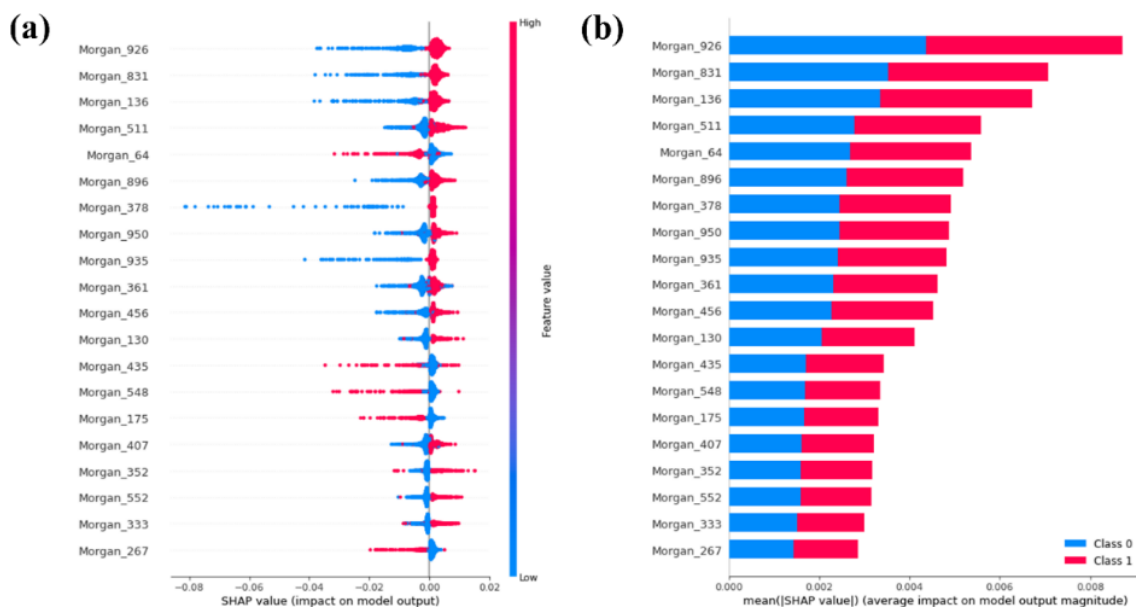 (a)
High
Morgan_926
Morgan_831
Morgan_136
Morgan_511
Morgan_64
Morgan_896
Morgan_378
Morgan_950
Morgan_935
Morgan_361
Morgan_456
Morgan_130
Morgan_435
Morgan_548
Morgan_175
Morgan_407
Morgan_352
Morgan_552
Morgan_333
Morgan_267
Feature value
Low
−0.08 −0.06 −0.04 −0.02 0.00 0.02
SHAP value (impact on model output)
(b)
Morgan_926
Morgan_831
Morgan_136
Morgan_511
Morgan_64
Morgan_896
Morgan_378
Morgan_950
Morgan_935
Morgan_361
Morgan_456
Morgan_130
Morgan_435
Morgan_548
Morgan_175
Morgan_407
Morgan_352
Morgan_552
Morgan_333
Morgan_267
Class 0
Class 1
0.000 0.002 0.004 0.006 0.008
mean(|SHAP value|) (average impact on model output magnitude)